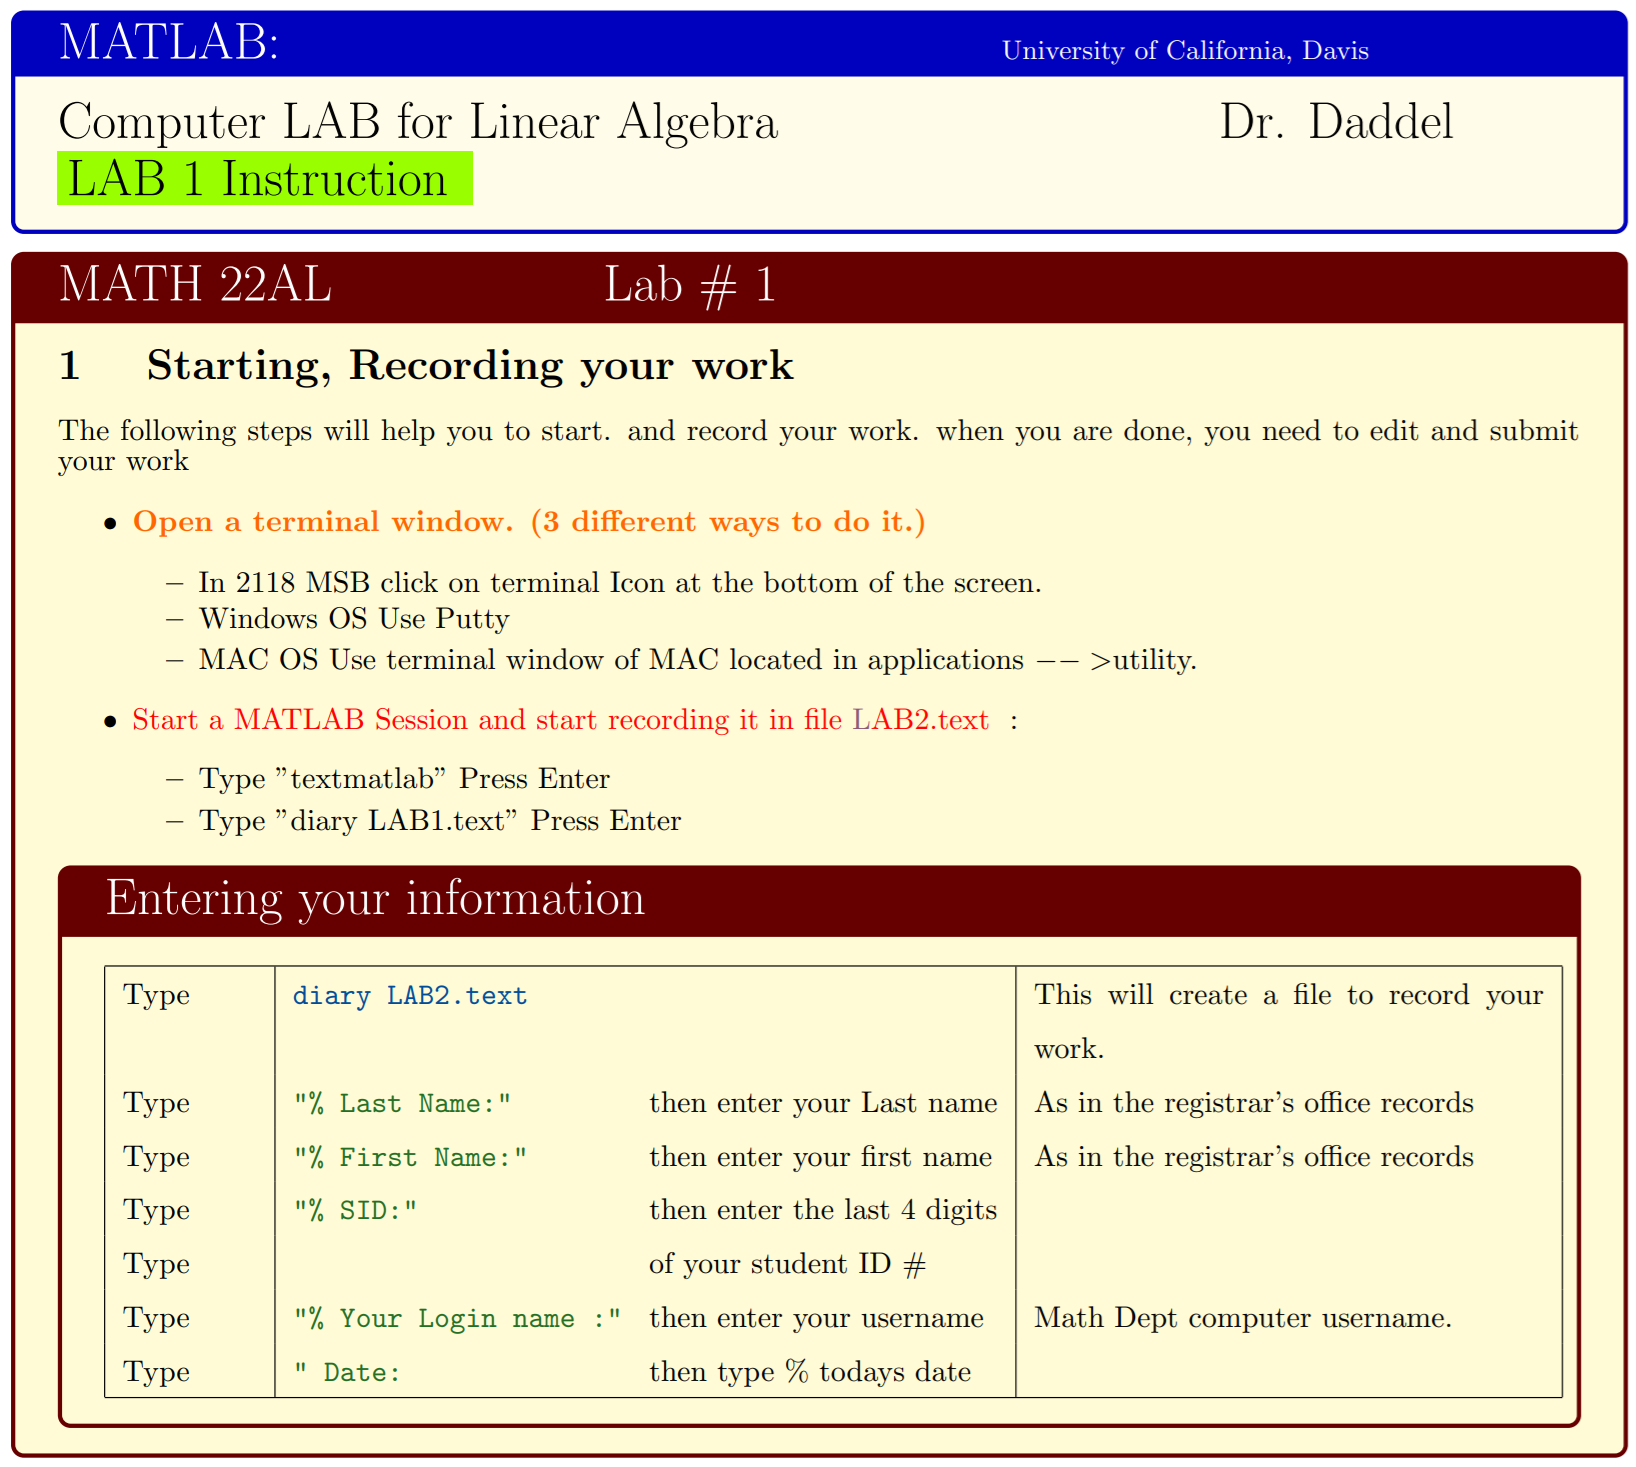 MATLAB: University of California, Davis
Computer LAB for Linear Algebra Dr. Daddel
LAB 1 Instruction
MATH 22AL Lab # 1
1 Starting, Recording your work
The following steps will help you to start. and record your work. when you are done, you need to edit and submit
your work
• Open a terminal window. (3 different ways to do it.)
– In 2118 MSB click on terminal Icon at the bottom of the screen.
– Windows OS Use Putty
– MAC OS Use terminal window of MAC located in applications −− >utility.
• Start a MATLAB Session and start recording it in file LAB2.text :
– Type ”textmatlab” Press Enter
– Type ”diary LAB1.text” Press Enter
Entering your information
Type diary LAB2.text This will create a file to record your
work.
Type "% Last Name:" then enter your Last name As in the registrar's office records
Type "% First Name:" then enter your first name As in the registrar's office records
Type "% SID:" then enter the last 4 digits
Type of your student ID #
Type "% Your Login name :" then enter your username Math Dept computer username.
Type " Date: then type % todays date